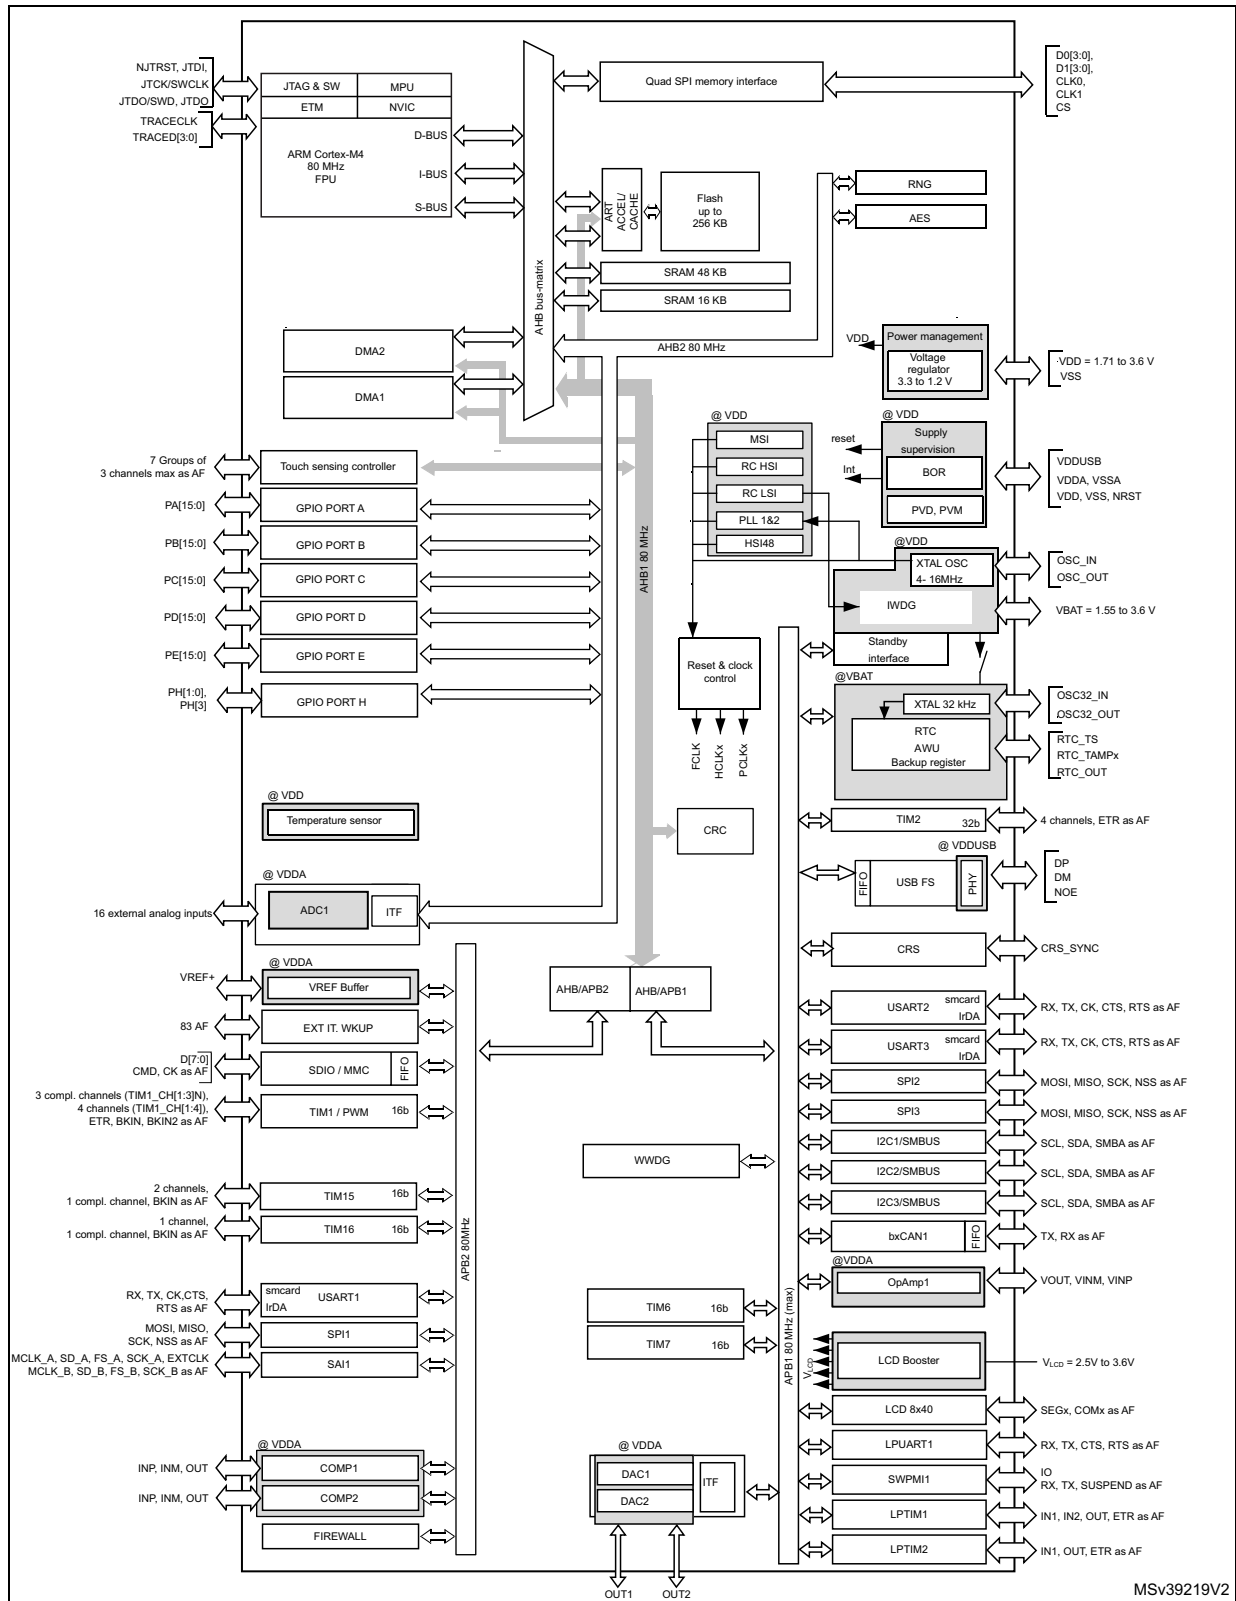 NJTRST, JTDI,
JTCK/SWCLK
JTDO/SWD, JTDO
TRACECLK
TRACED[3:0]
JTAG & SW
MPU
ETM
NVIC
ARM Cortex-M4
80 MHz
FPU
D-BUS
I-BUS
S-BUS
AHB bus-matrix
Quad SPI memory interface
D0[3:0],
D1[3:0],
CLK0,
CLK1
CS
ART
ACCEL/
CACHE
Flash
up to
256 KB
SRAM 48 KB
SRAM 16 KB
RNG
AES
AHB2 80 MHz
DMA2
DMA1
VDD
Power management
Voltage
regulator
3.3 to 1.2 V
VDD = 1.71 to 3.6 V
VSS
@ VDD
MSI
RC HSI
RC LSI
PLL 1&2
HSI48
@ VDD
reset
Int
Supply
supervision
BOR
PVD, PVM
VDDUSB
VDDA, VSSA
VDD, VSS, NRST
7 Groups of
3 channels max as AF
Touch sensing controller
PA[15:0]
GPIO PORT A
PB[15:0]
GPIO PORT B
PC[15:0]
GPIO PORT C
PD[15:0]
GPIO PORT D
PE[15:0]
GPIO PORT E
PH[1:0],
PH[3]
GPIO PORT H
AHB1 80 MHz
@VDD
XTAL OSC
4- 16MHz
IWDG
OSC_IN
OSC_OUT
VBAT = 1.55 to 3.6 V
Standby
interface
Reset & clock
control
FCLK
HCLKx
PCLKx
@VBAT
XTAL 32 kHz
RTC
AWU
Backup register
OSC32_IN
OSC32_OUT
RTC_TS
RTC_TAMPx
RTC_OUT
@ VDD
Temperature sensor
CRC
TIM2
32b
4 channels, ETR as AF
@ VDDUSB
FIFO
USB FS
PHY
DP
DM
NOE
@ VDDA
16 external analog inputs
ADC1
ITF
CRS
CRS_SYNC
VREF+
@ VDDA
VREF Buffer
AHB/APB2
AHB/APB1
83 AF
EXT IT. WKUP
USART2
smcard
IrDA
RX, TX, CK, CTS, RTS as AF
D[7:0]
CMD, CK as AF
SDIO / MMC
FIFO
USART3
smcard
IrDA
RX, TX, CK, CTS, RTS as AF
3 compl. channels (TIM1_CH[1:3]N),
4 channels (TIM1_CH[1:4]),
ETR, BKIN, BKIN2 as AF
TIM1 / PWM
16b
SPI2
MOSI, MISO, SCK, NSS as AF
SPI3
MOSI, MISO, SCK, NSS as AF
WWDG
I2C1/SMBUS
SCL, SDA, SMBA as AF
I2C2/SMBUS
SCL, SDA, SMBA as AF
2 channels,
1 compl. channel, BKIN as AF
TIM15
16b
I2C3/SMBUS
SCL, SDA, SMBA as AF
1 channel,
1 compl. channel, BKIN as AF
TIM16
16b
bxCAN1
FIFO
TX, RX as AF
APB2 80MHz
@VDDA
OpAmp1
VOUT, VINM, VINP
RX, TX, CK,CTS,
RTS as AF
smcard
IrDA
USART1
TIM6
16b
MOSI, MISO,
SCK, NSS as AF
SPI1
TIM7
16b
APB1 80 MHz (max)
MCLK_A, SD_A, FS_A, SCK_A, EXTCLK
MCLK_B, SD_B, FS_B, SCK_B as AF
SAI1
VLCD
LCD Booster
VLCD = 2.5V to 3.6V
LCD 8x40
SEGx, COMx as AF
@ VDDA
INP, INM, OUT
COMP1
INP, INM, OUT
COMP2
FIREWALL
@ VDDA
DAC1
DAC2
ITF
OUT1
OUT2
LPUART1
RX, TX, CTS, RTS as AF
SWPMI1
IO
RX, TX, SUSPEND as AF
LPTIM1
IN1, IN2, OUT, ETR as AF
LPTIM2
IN1, OUT, ETR as AF
MSv39219V2